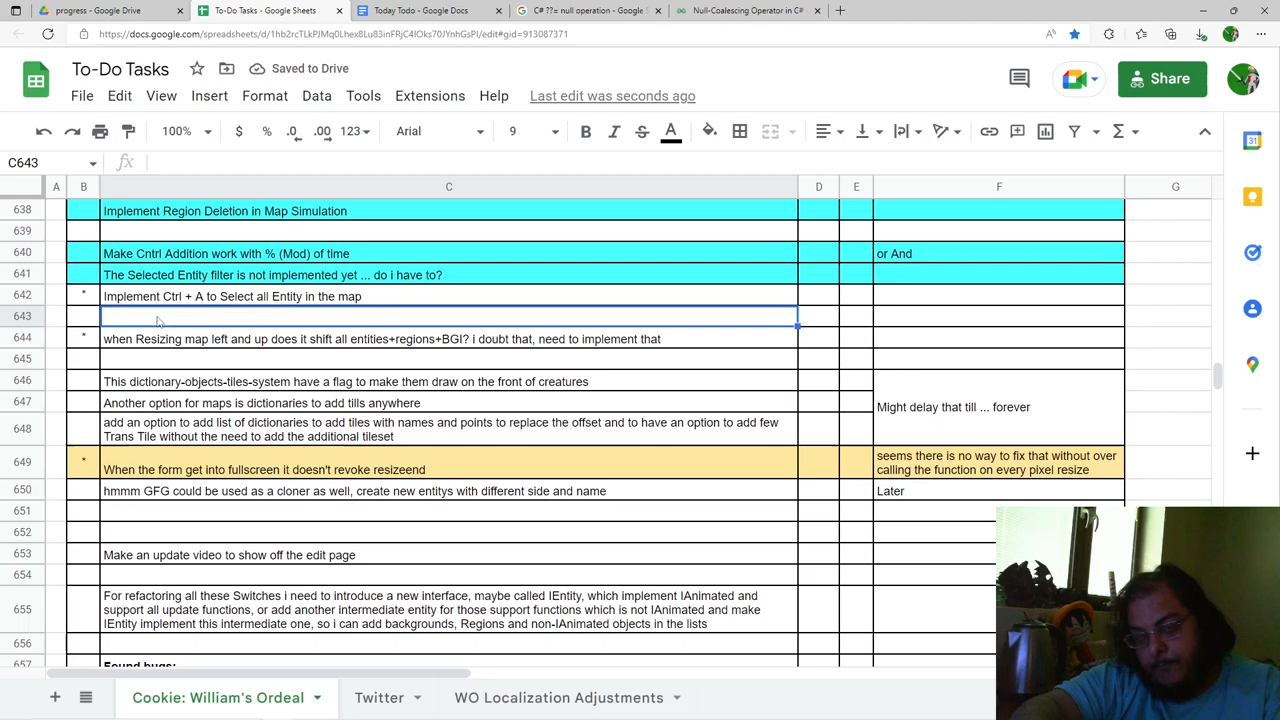 progress - Google Drive
To-Do Tasks - Google Sheets
Today Todo - Google Docs
C# ??= null operation - Google S
Null-Coalescing Operator in C#
https://docs.google.com/spreadsheets/d/1hb2rcTLkPJMq0Lhex8Lu83inFRjC4IOks70JYnhGsPI/edit#gid=913087371
To-Do Tasks
Saved to Drive
Share
File Edit View Insert Format Data Tools Extensions Help Last edit was seconds ago
100% $ % .0 .00 123 Arial 9 B I S A
C643 fx
A B C D E F G
638 Implement Region Deletion in Map Simulation
639
640 Make Cntrl Addition work with % (Mod) of time or And
641 The Selected Entity filter is not implemented yet ... do i have to?
642 * Implement Ctrl + A to Select all Entity in the map
643
644 * when Resizing map left and up does it shift all entities+regions+BGI? i doubt that, need to implement that
645
646 This dictionary-objects-tiles-system have a flag to make them draw on the front of creatures
647 Another option for maps is dictionaries to add tills anywhere
Might delay that till ... forever
648 add an option to add list of dictionaries to add tiles with names and points to replace the offset and to have an option to add few
Trans Tile without the need to add the additional tileset
649 * When the form get into fullscreen it doesn't revoke resizeend
seems there is no way to fix that without over
calling the function on every pixel resize
650 hmmm GFG could be used as a cloner as well, create new entitys with different side and name Later
651
652
653 Make an update video to show off the edit page
654
655 For refactoring all these Switches i need to introduce a new interface, maybe called IEntity, which implement IAnimated and
support all update functions, or add another intermediate entity for those support functions which is not IAnimated and make
IEntity implement this intermediate one, so i can add backgrounds, Regions and non-IAnimated objects in the lists
656
657 Found bugs:
Cookie: William's Ordeal Twitter WO Localization Adjustments